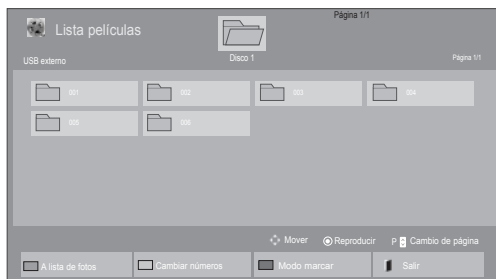 Página 1/1
Lista películas
USB externo
Disco 1
Página 1/1
001
002
003
004
005
006
Mover
Reproducir
P Cambio de página
A lista de fotos
Cambiar números
Modo marcar
Salir